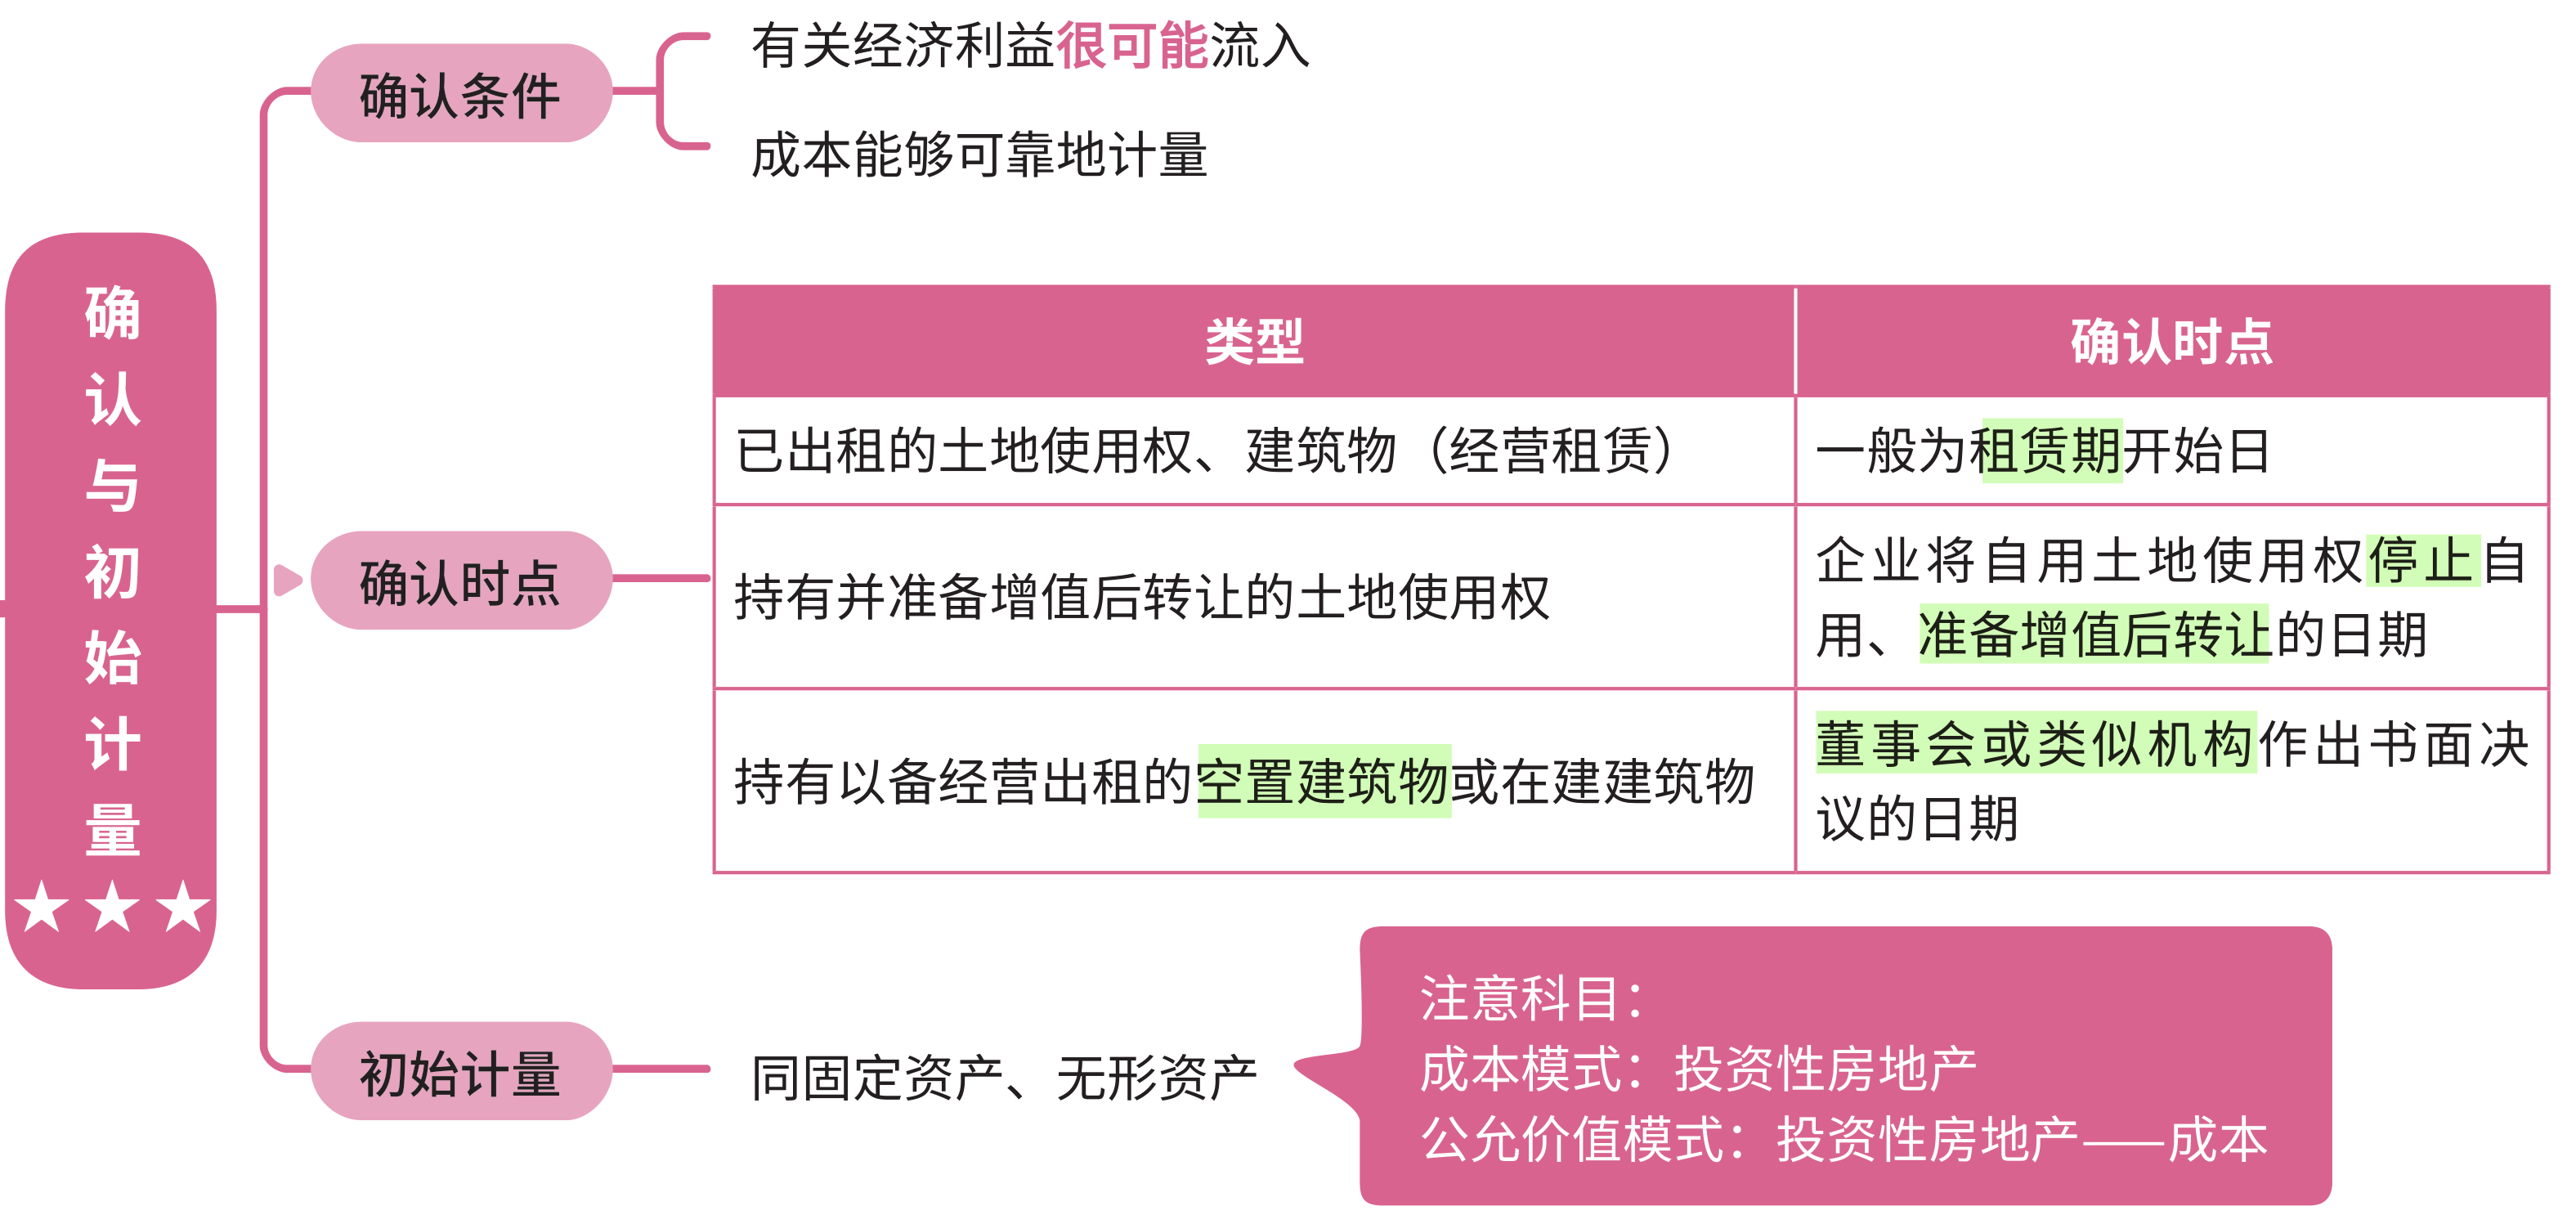 确认与初始计量
★★★
确认条件
有关经济利益很可能流入
成本能够可靠地计量
确认时点
类型
确认时点
已出租的土地使用权、建筑物（经营租赁）
一般为租赁期开始日
持有并准备增值后转让的土地使用权
企业将自用土地使用权停止自
用、准备增值后转让的日期
持有以备经营出租的空置建筑物或在建建筑物
董事会或类似机构作出书面决
议的日期
初始计量
同固定资产、无形资产
注意科目：
成本模式：投资性房地产
公允价值模式：投资性房地产——成本